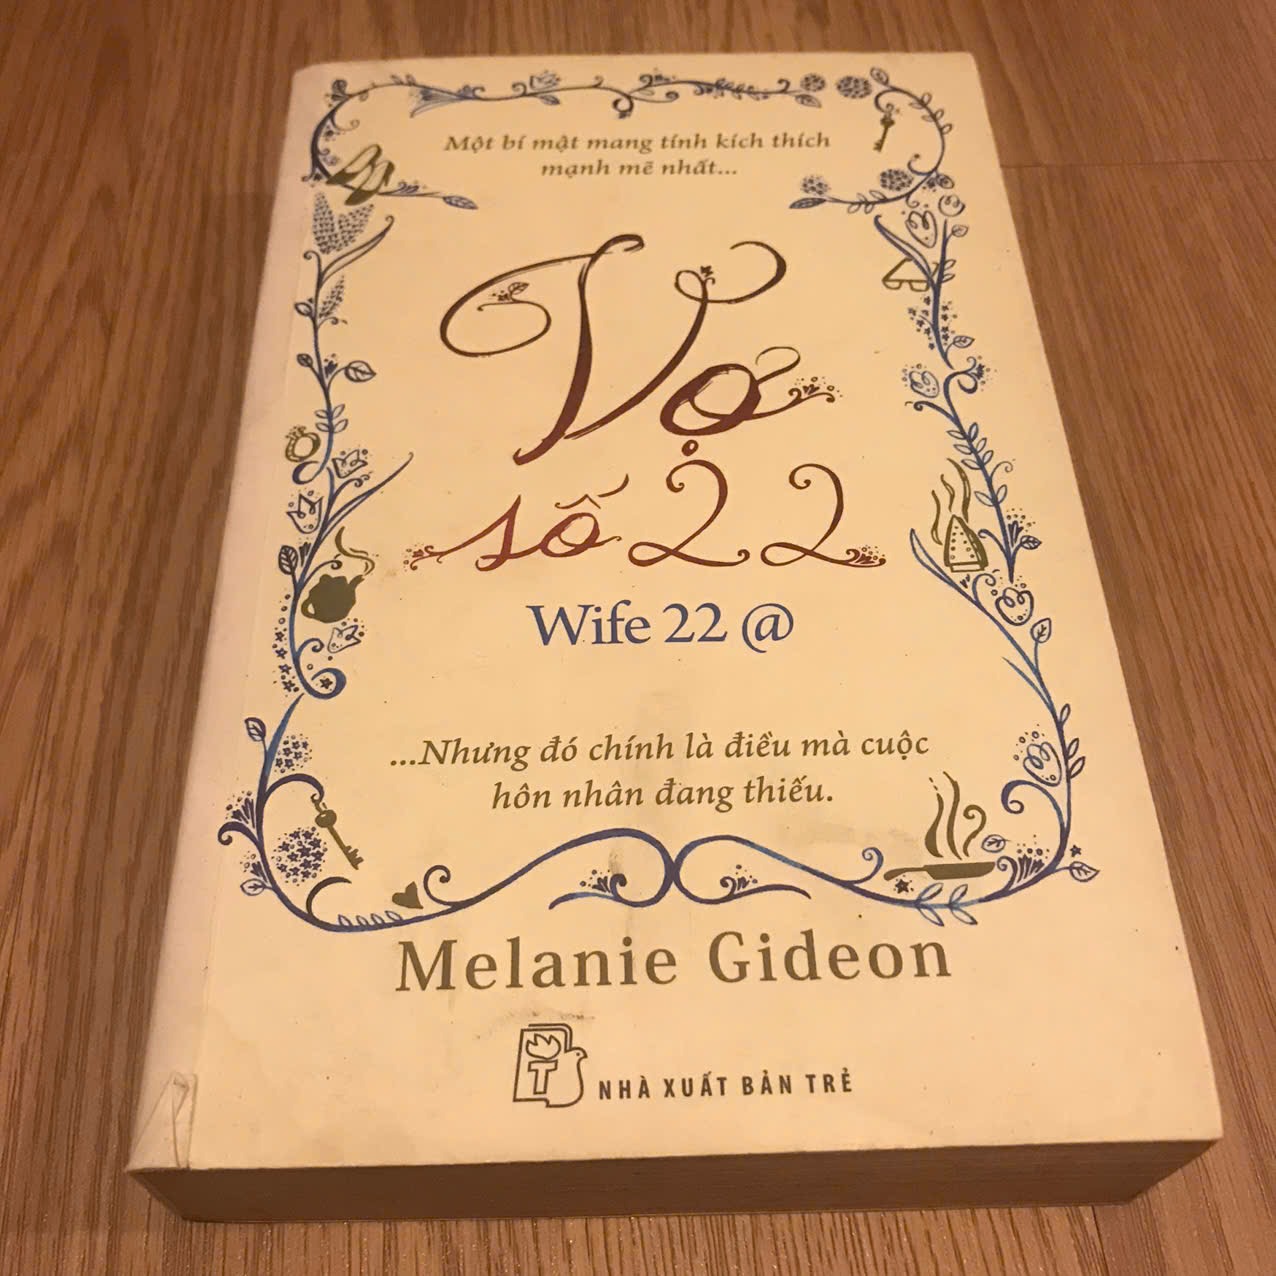 Một bí mật mang tính kích thích
mạnh mẽ nhất...
Vợ
số 22
Wife 22 @
...Nhưng đó chính là điều mà cuộc
hôn nhân đang thiếu.
Melanie Gideon
T
NHÀ XUẤT BẢN TRẺ